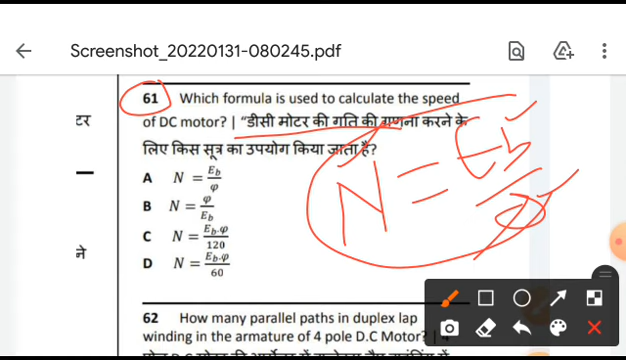 Screenshot_20220131-080245.pdf
61 Which formula is used to calculate the speed
टर
of DC motor? | "डीसी मोटर की गति की गणना करने के
लिए किस सूत्र का उपयोग किया जाता है?
A N = Eb/φ
B N = φ/Eb
C N = Eb.φ/120
ने
D N = Eb.φ/60
N = Eb/φ
62 How many parallel paths in duplex lap
winding in the armature of 4 pole D.C Motor? | 4